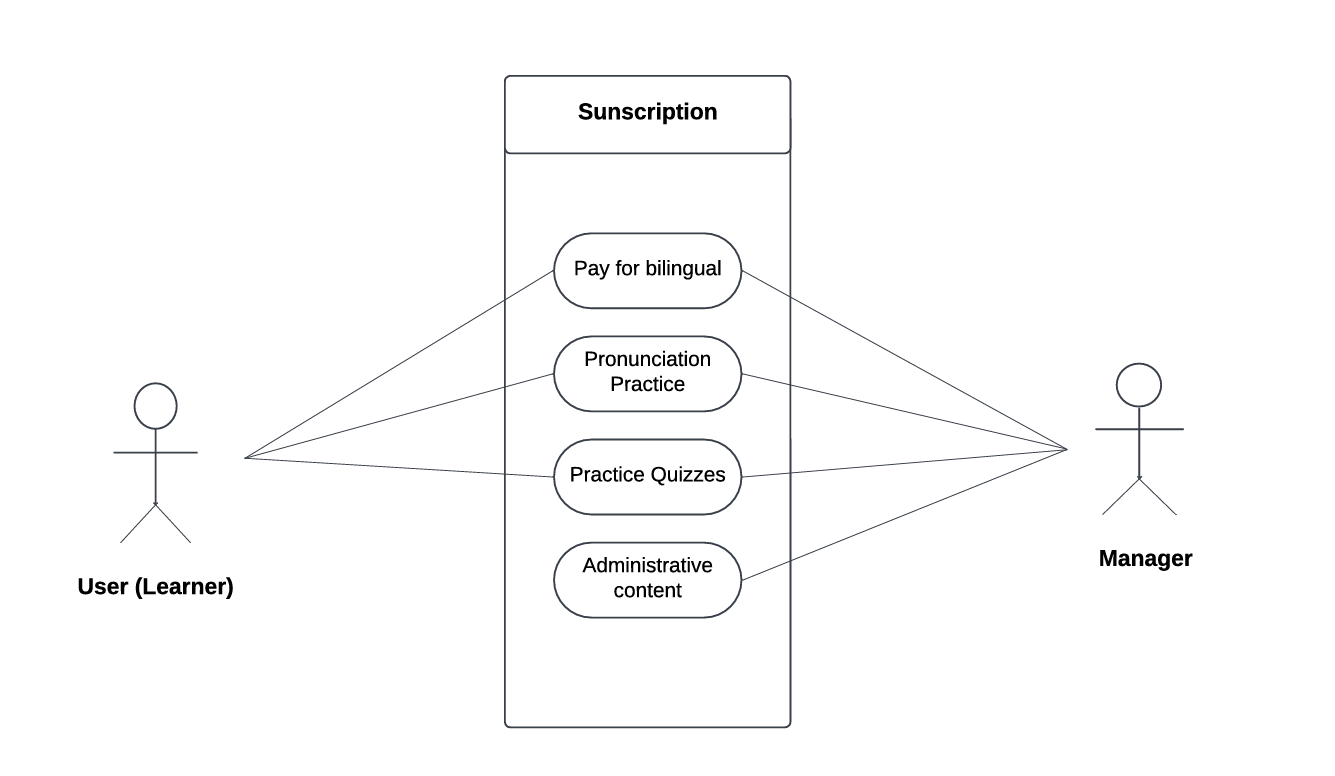 Sunscription
Pay for bilingual
Pronunciation
Practice
Practice Quizzes
Administrative
content
User (Learner)
Manager